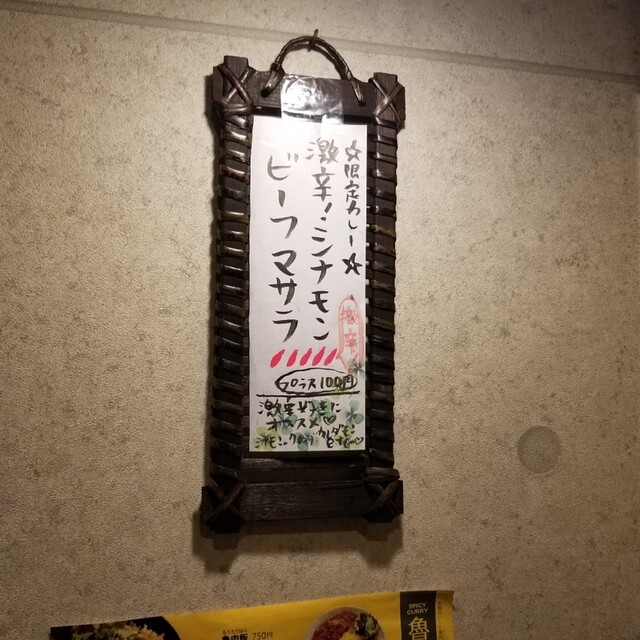 ☆限定カレー☆
激辛!シナモン
ビーフマサラ
激辛
プラス100円
激辛好きに
オススメ♡
750円
SPICY
CURRY